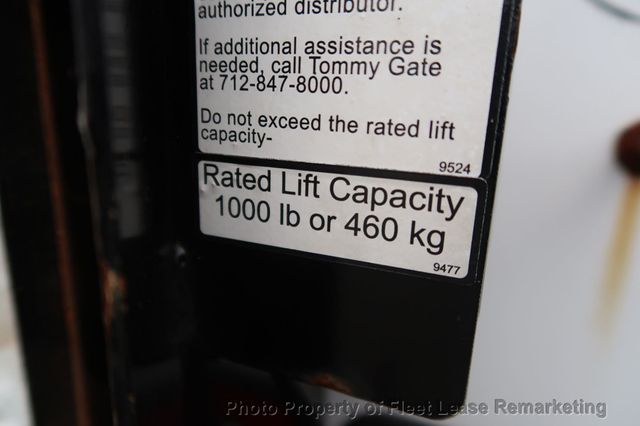 authorized distributor.
If additional assistance is
needed, call Tommy Gate
at 712-847-8000.
Do not exceed the rated lift
capacity-
9524
Rated Lift Capacity
1000 lb or 460 kg
9477
Photo Property of Fleet Lease Remarketing